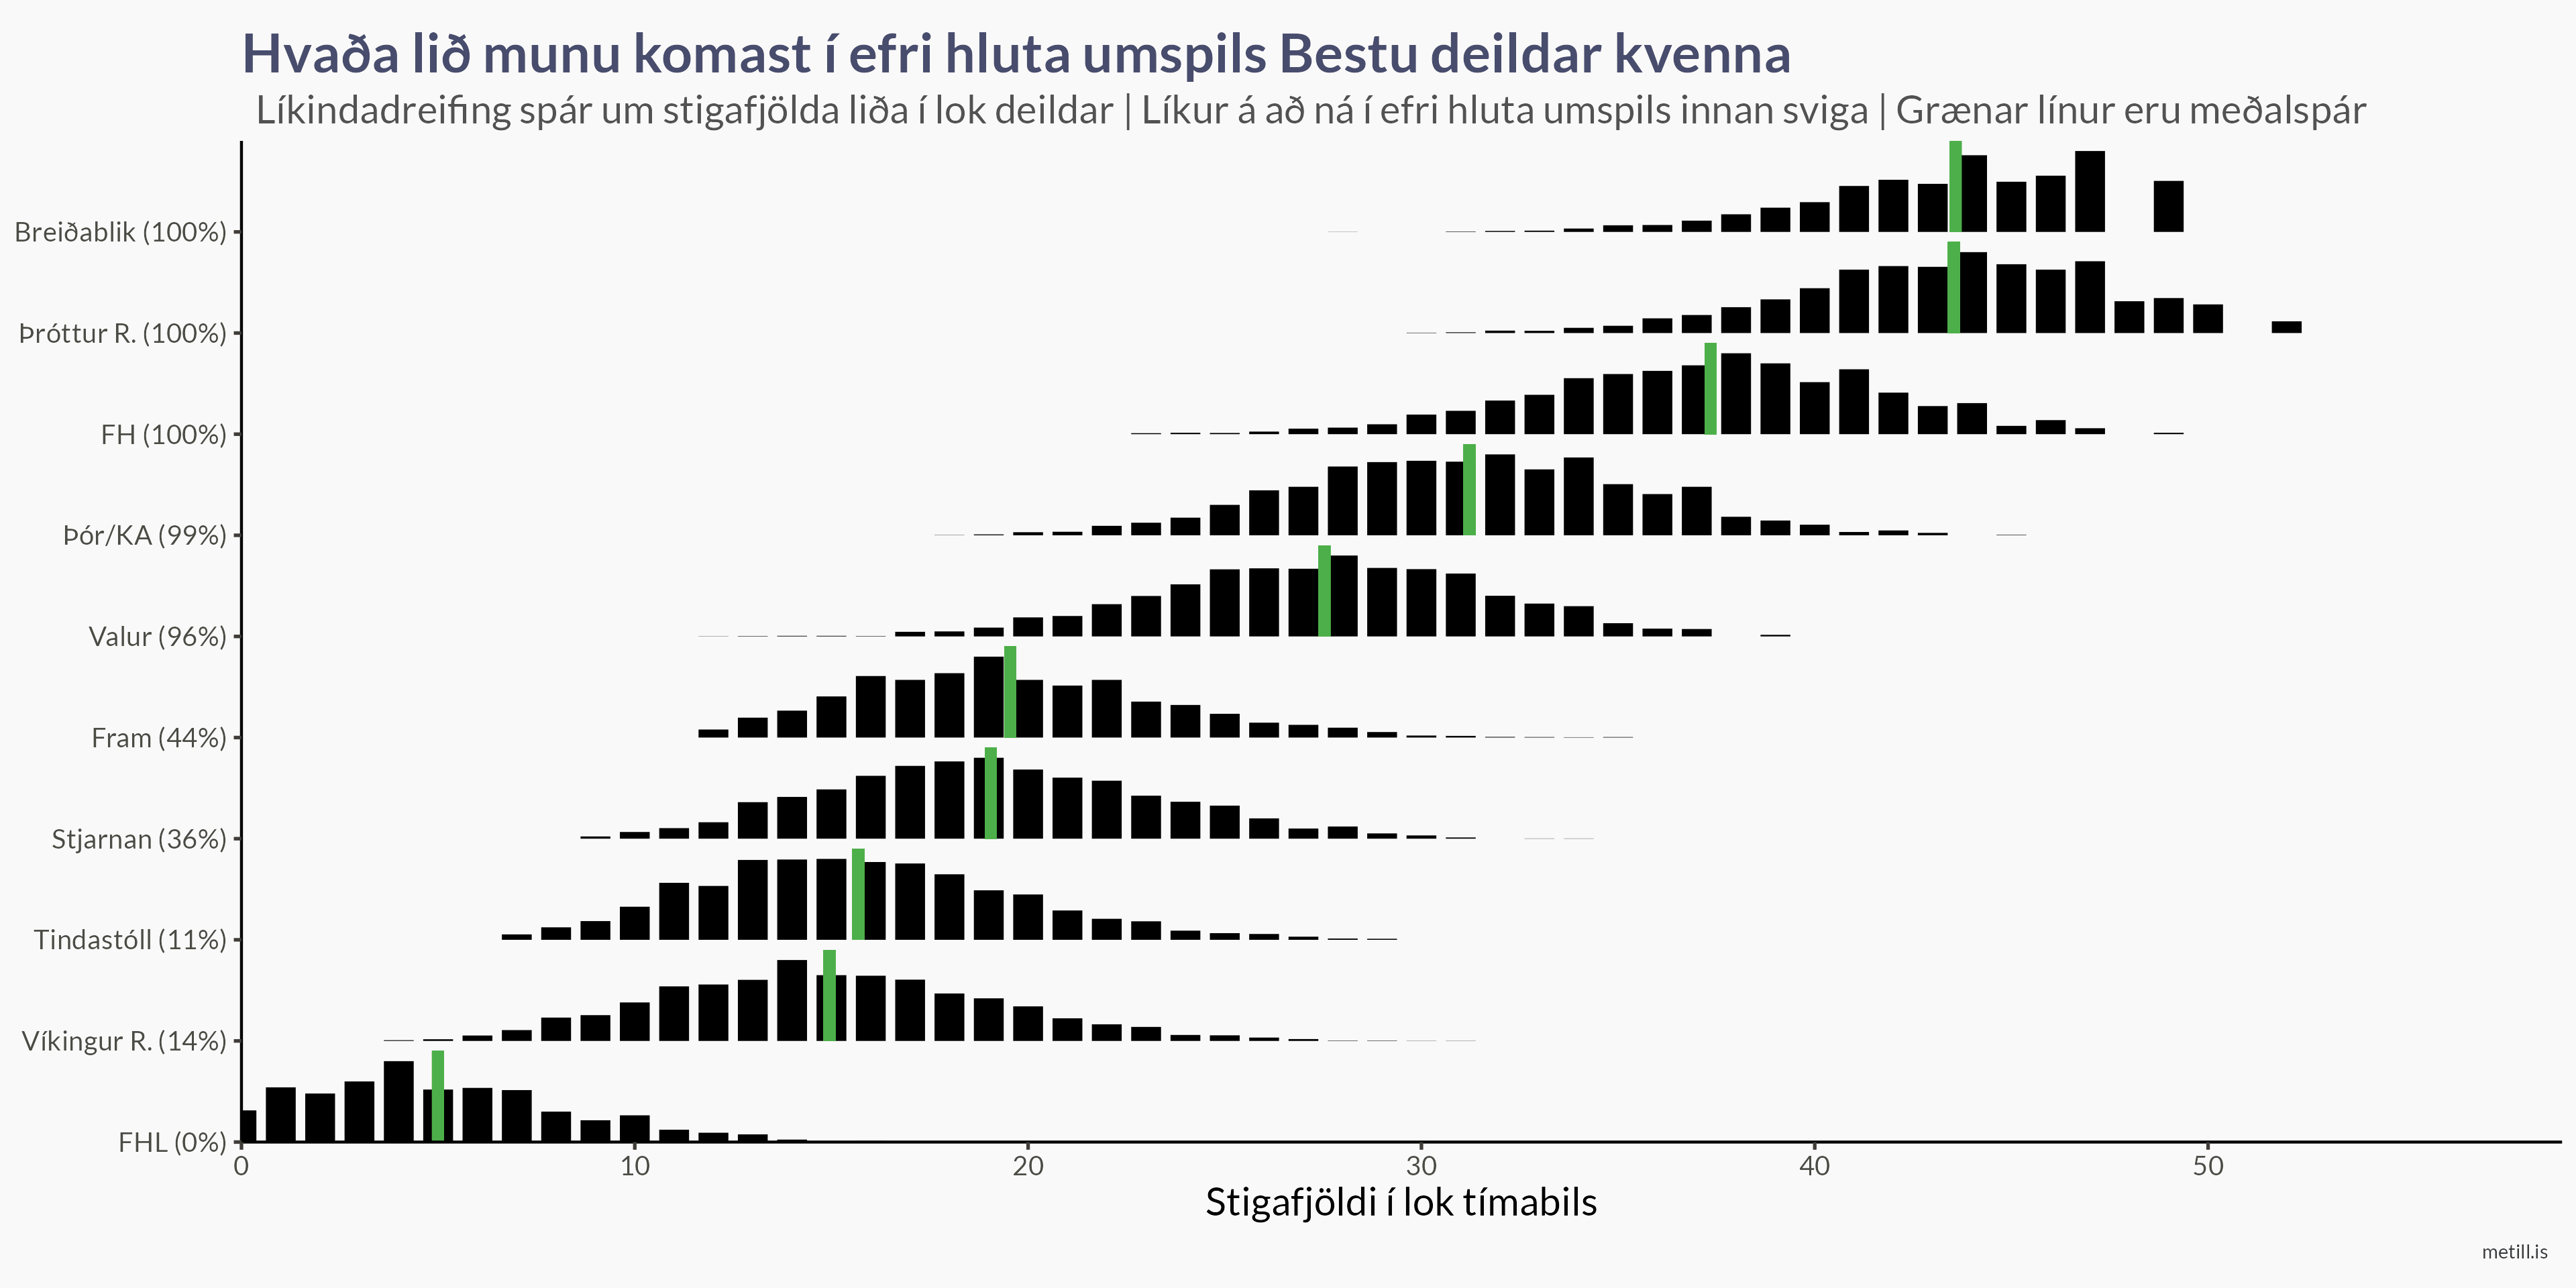 Hvaða lið munu komast í efri hluta umspils Bestu deildar kvenna
Líkindadreifing spár um stigafjölda liða í lok deildar | Líkur á að ná í efri hluta umspils innan sviga | Grænar línur eru meðalspár
Breiðablik (100%)
Þróttur R. (100%)
FH (100%)
Þór/KA (99%)
Valur (96%)
Fram (44%)
Stjarnan (36%)
Tindastóll (11%)
Víkingur R. (14%)
FHL (0%)
0 10 20 30 40 50
Stigafjöldi í lok tímabils
metill.is